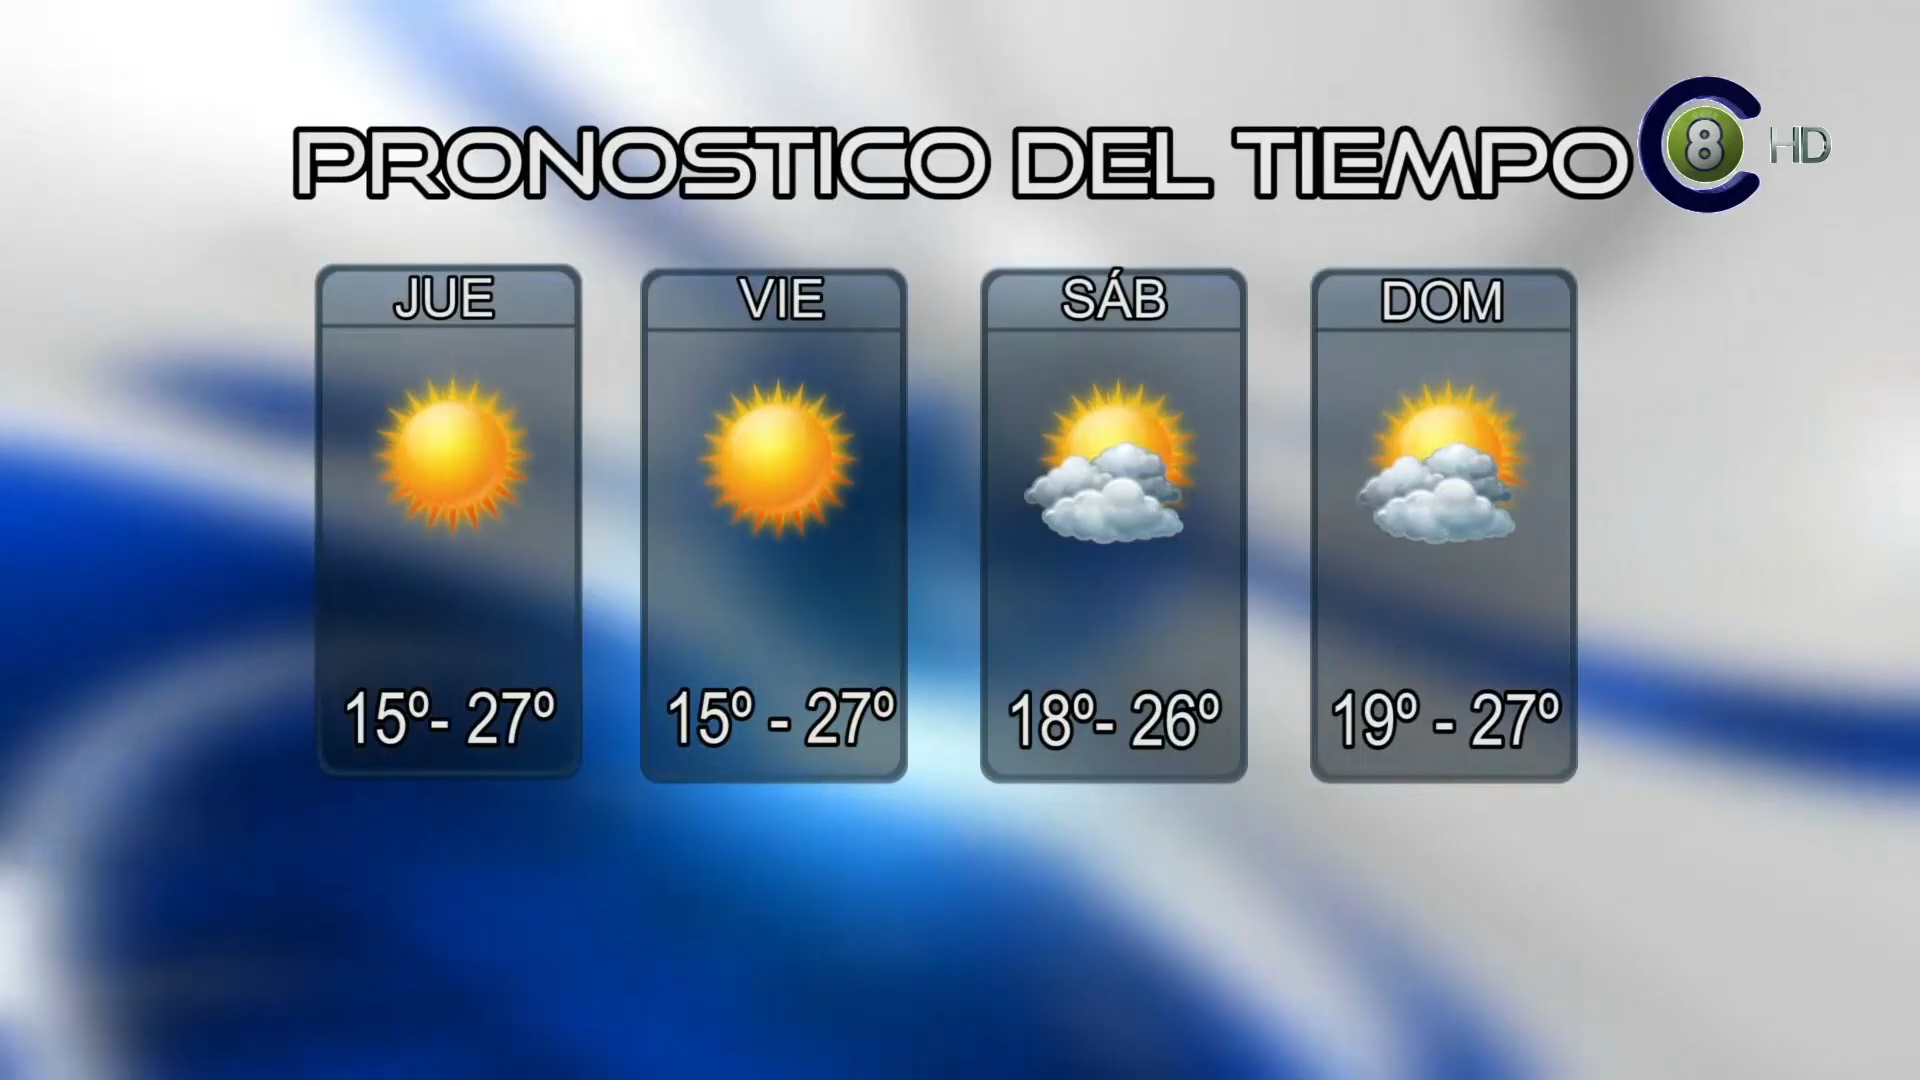 PRONOSTICO DEL TIEMPO
C 8 HD
JUE
VIE
SÁB
DOM
15º- 27º
15º - 27º
18º- 26º
19º - 27º